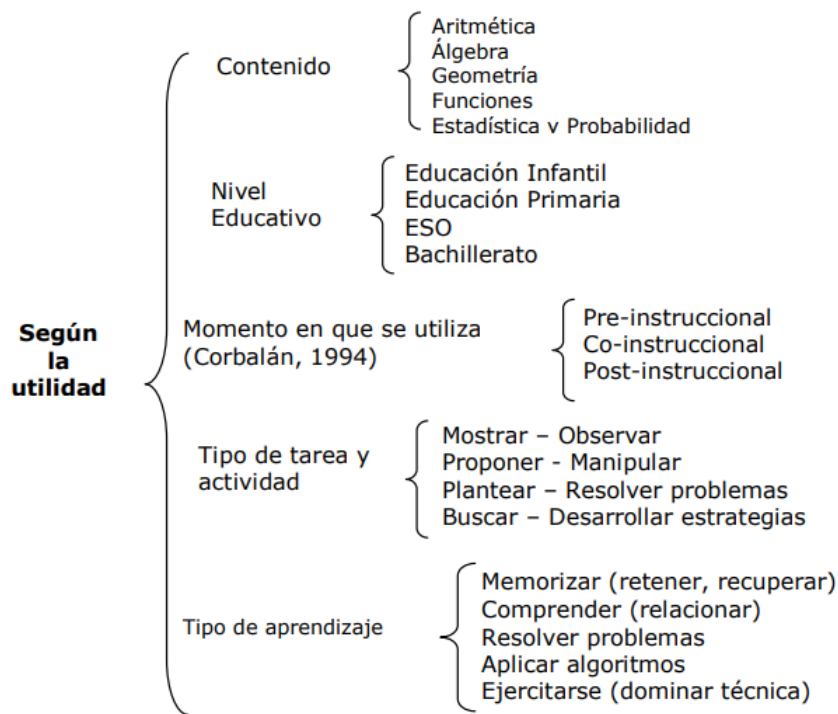 Según
la
utilidad
Contenido
Aritmética
Álgebra
Geometría
Funciones
Estadística v Probabilidad
Nivel
Educativo
Educación Infantil
Educación Primaria
ESO
Bachillerato
Momento en que se utiliza
(Corbalán, 1994)
Pre-instruccional
Co-instruccional
Post-instruccional
Tipo de tarea y
actividad
Mostrar – Observar
Proponer - Manipular
Plantear – Resolver problemas
Buscar – Desarrollar estrategias
Tipo de aprendizaje
Memorizar (retener, recuperar)
Comprender (relacionar)
Resolver problemas
Aplicar algoritmos
Ejercitarse (dominar técnica)